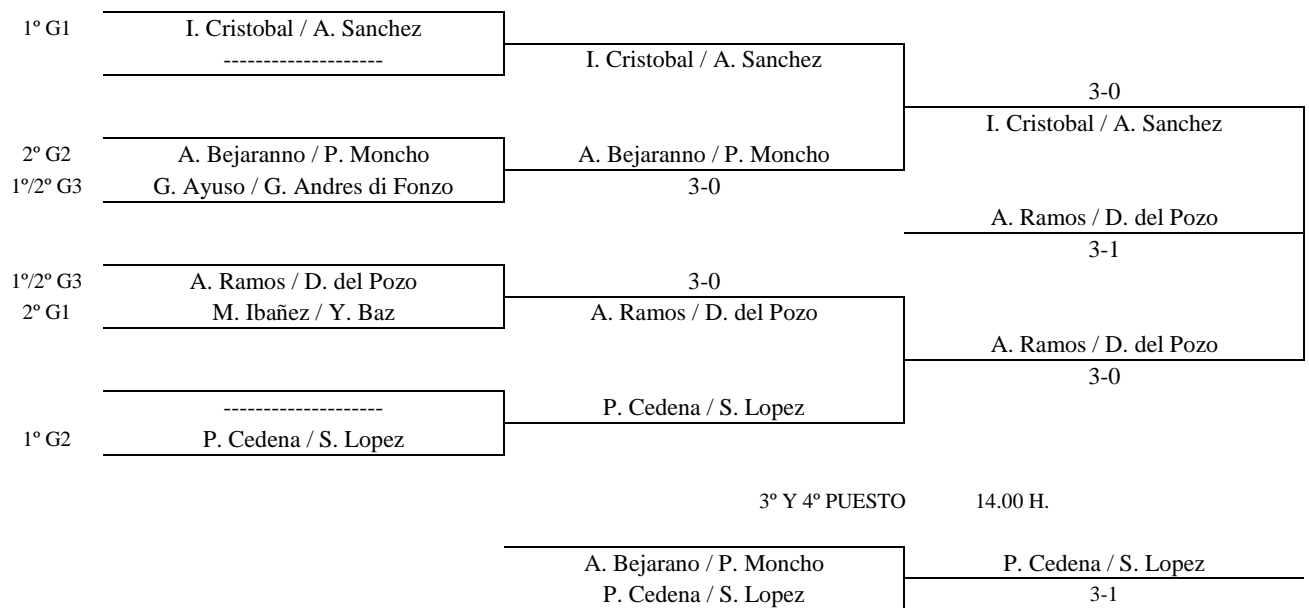 1º G1 I. Cristobal / A. Sanchez
-------------------- I. Cristobal / A. Sanchez
3-0
I. Cristobal / A. Sanchez
2º G2 A. Bejaranno / P. Moncho A. Bejaranno / P. Moncho
1º/2º G3 G. Ayuso / G. Andres di Fonzo 3-0
A. Ramos / D. del Pozo
3-1
1º/2º G3 A. Ramos / D. del Pozo 3-0
2º G1 M. Ibañez / Y. Baz A. Ramos / D. del Pozo
A. Ramos / D. del Pozo
3-0
-------------------- P. Cedena / S. Lopez
1º G2 P. Cedena / S. Lopez
3º Y 4º PUESTO 14.00 H.
A. Bejarano / P. Moncho P. Cedena / S. Lopez
P. Cedena / S. Lopez 3-1